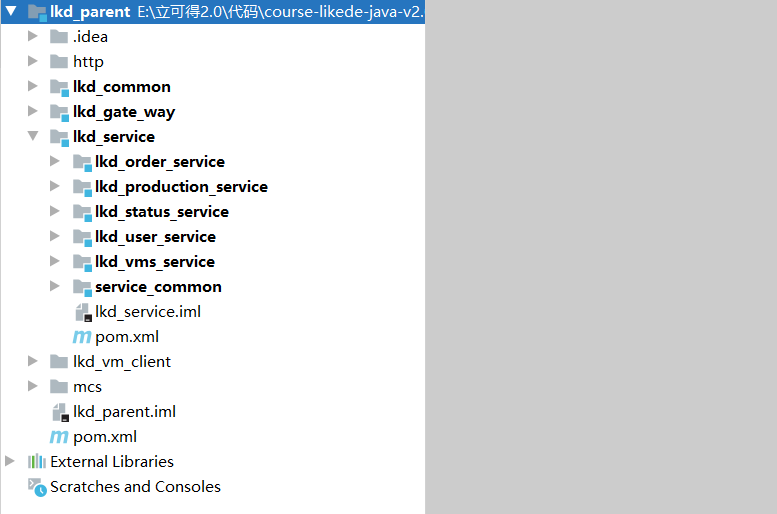 lkd_parent E:\立可得2.0\代码\course-likede-java-v2.
.idea
http
lkd_common
lkd_gate_way
lkd_service
lkd_order_service
lkd_production_service
lkd_status_service
lkd_user_service
lkd_vms_service
service_common
lkd_service.iml
pom.xml
lkd_vm_client
mcs
lkd_parent.iml
pom.xml
External Libraries
Scratches and Consoles